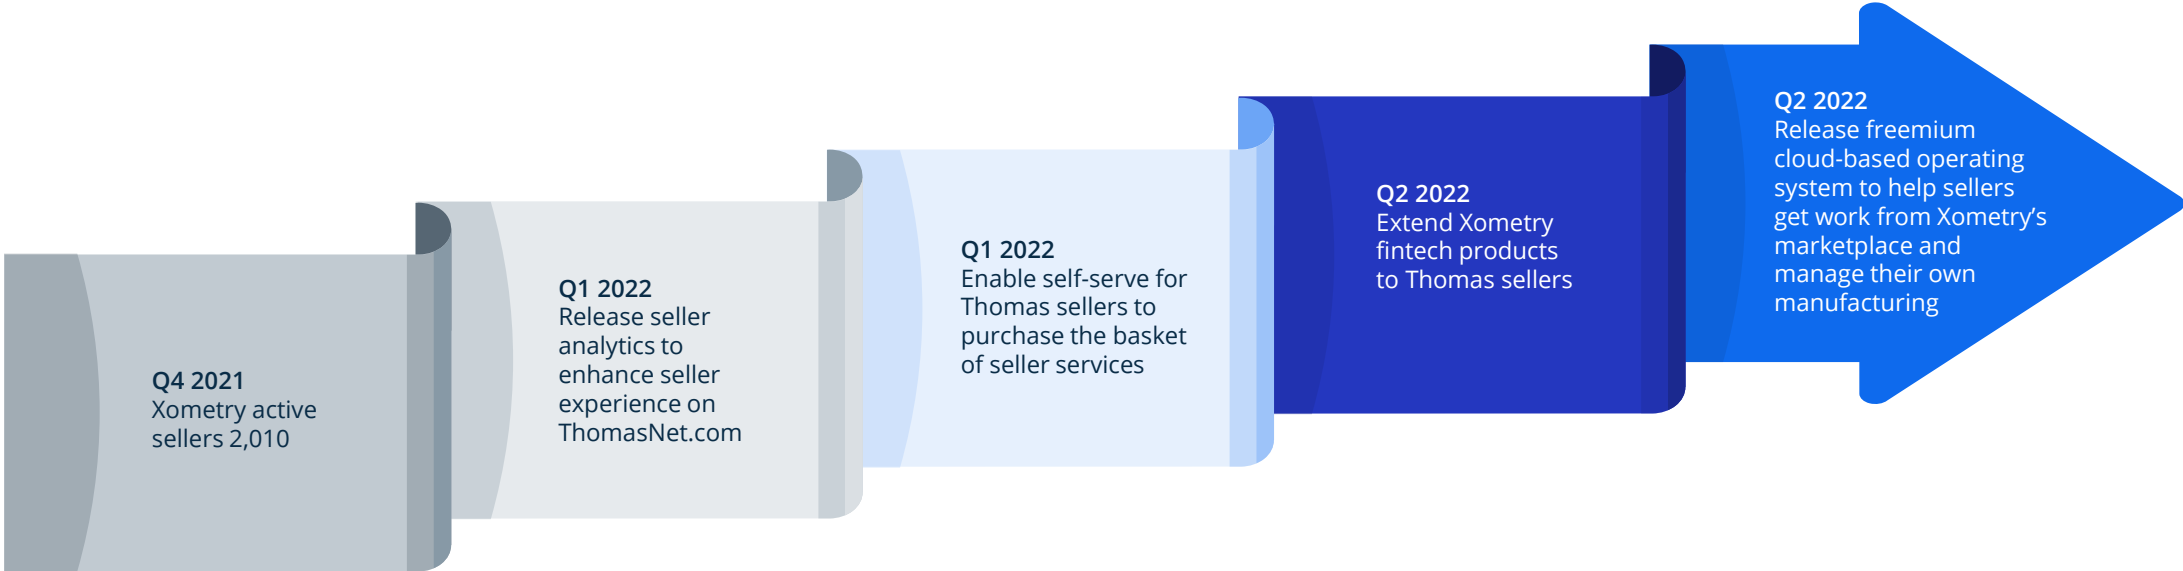 Q4 2021
Xometry active
sellers 2,010
Q1 2022
Release seller
analytics to
enhance seller
experience on
ThomasNet.com
Q1 2022
Enable self-serve for
Thomas sellers to
purchase the basket
of seller services
Q2 2022
Extend Xometry
fintech products
to Thomas sellers
Q2 2022
Release freemium
cloud-based operating
system to help sellers
get work from Xometry’s
marketplace and
manage their own
manufacturing